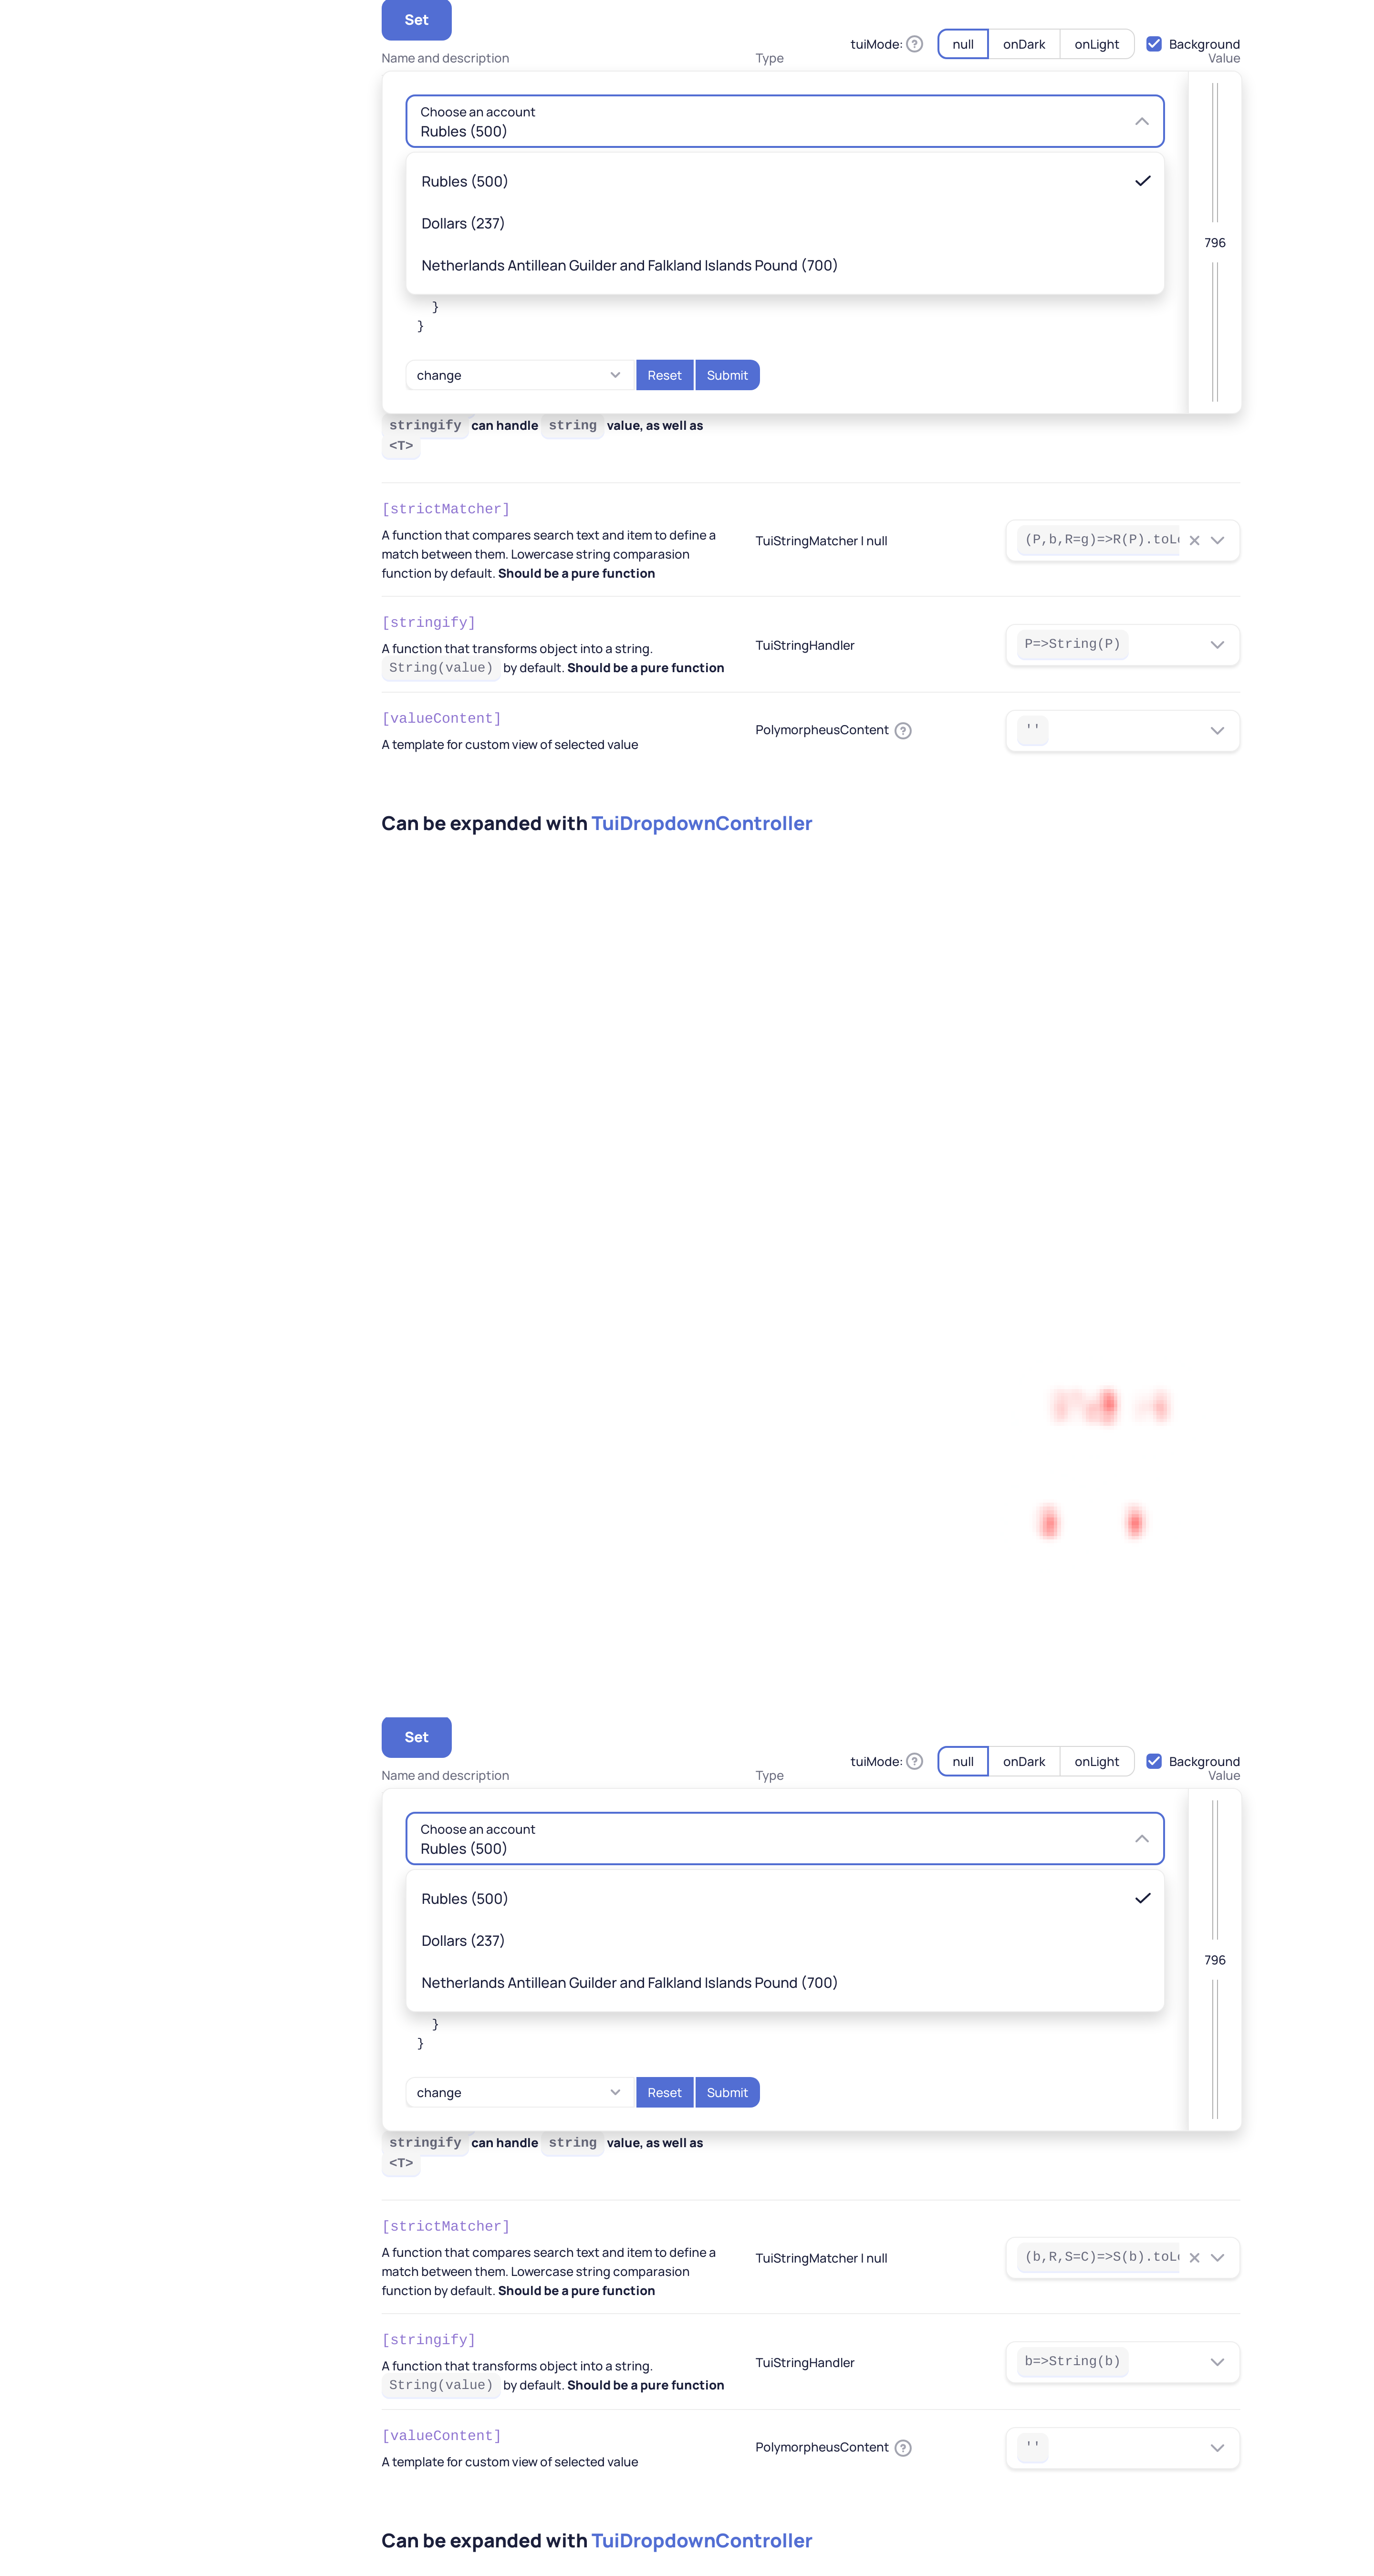 Set
tuiMode: ? null onDark onLight Background
Name and description Type Value
Choose an account
Rubles (500)
Rubles (500)
Dollars (237)
796
Netherlands Antillean Guilder and Falkland Islands Pound (700)
}
}
change Reset Submit
stringify can handle string value, as well as
<T>
[strictMatcher]
A function that compares search text and item to define a
match between them. Lowercase string comparasion
function by default. Should be a pure function
TuiStringMatcher | null
(P,b,R=g)=>R(P).toL
[stringify]
A function that transforms object into a string.
String(value) by default. Should be a pure function
TuiStringHandler
P=>String(P)
[valueContent]
A template for custom view of selected value
PolymorpheusContent ?
''
Can be expanded with TuiDropdownController
Set
tuiMode: ? null onDark onLight Background
Name and description Type Value
Choose an account
Rubles (500)
Rubles (500)
Dollars (237)
796
Netherlands Antillean Guilder and Falkland Islands Pound (700)
}
}
change Reset Submit
stringify can handle string value, as well as
<T>
[strictMatcher]
A function that compares search text and item to define a
match between them. Lowercase string comparasion
function by default. Should be a pure function
TuiStringMatcher | null
(b,R,S=C)=>S(b).toL
[stringify]
A function that transforms object into a string.
String(value) by default. Should be a pure function
TuiStringHandler
b=>String(b)
[valueContent]
A template for custom view of selected value
PolymorpheusContent ?
''
Can be expanded with TuiDropdownController